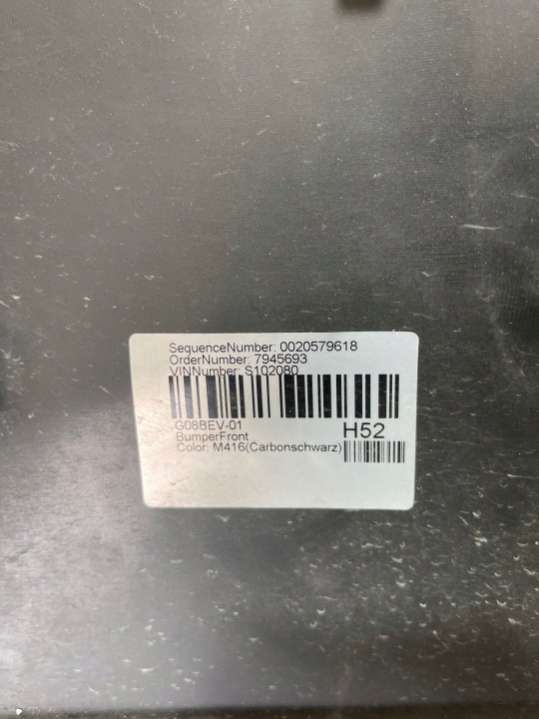 SequenceNumber: 0020579618
OrderNumber: 7945693
VINNumber: S102080
G08BEV-01
H52
BumperFront
Color: M416(Carbonschwarz)